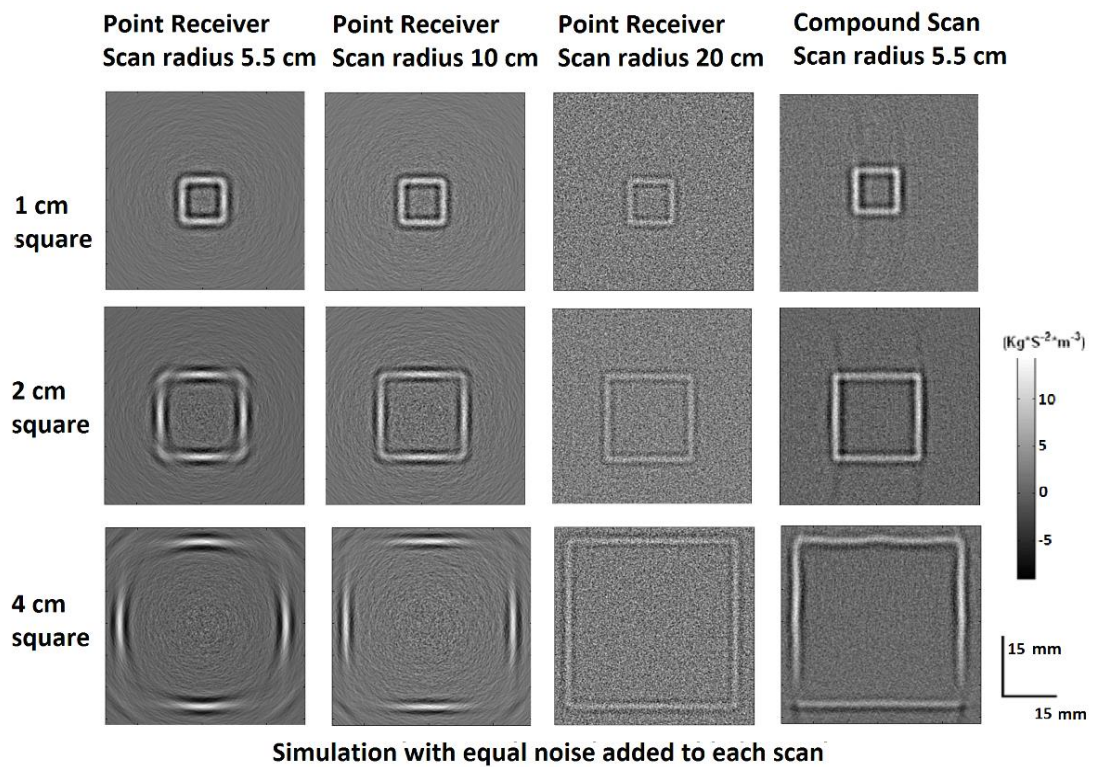 Point Receiver
Scan radius 5.5 cm
Point Receiver
Scan radius 10 cm
Point Receiver
Scan radius 20 cm
Compound Scan
Scan radius 5.5 cm
1 cm
square
2 cm
square
4 cm
square
(Kg*S⁻²*m⁻³)
10
5
0
-5
15 mm
15 mm
Simulation with equal noise added to each scan